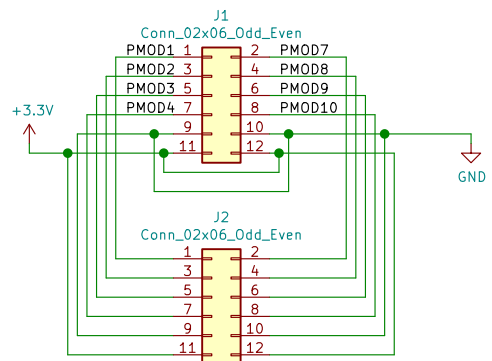 J1
Conn_02x06_Odd_Even
PMOD1 1 2 PMOD7
PMOD2 3 4 PMOD8
PMOD3 5 6 PMOD9
PMOD4 7 8 PMOD10
+3.3V
9 10
11 12
GND
J2
Conn_02x06_Odd_Even
1 2
3 4
5 6
7 8
9 10
11 12